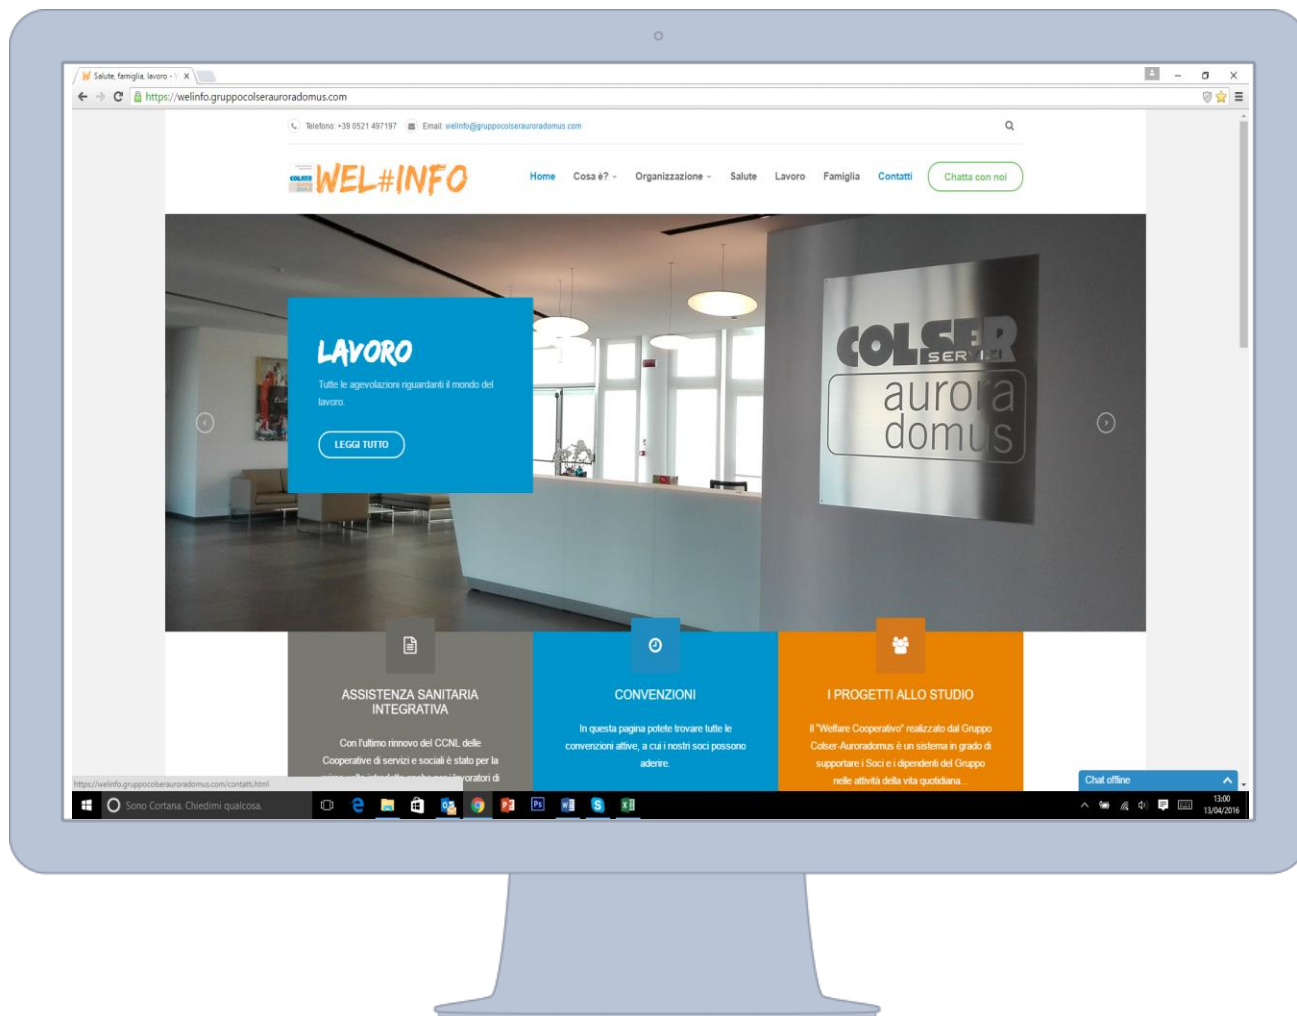 Salute, famiglia, lavoro - V
https://welinfo.gruppocolserauroradomus.com
Telefono: +39 0521 497197 Email: welinfo@gruppocolserauroradomus.com
COLSER
WEL#INFO
Home Cosa è? Organizzazione Salute Lavoro Famiglia Contatti Chatta con noi
LAVORO
Tutte le agevolazioni riguardanti il mondo del
lavoro.
LEGGI TUTTO
COLSER
SERVIZI
aurora
domus
ASSISTENZA SANITARIA
INTEGRATIVA
Con l'ultimo rinnovo del CCNL delle
Cooperative di servizi e sociali è stato per la
CONVENZIONI
In questa pagina potete trovare tutte le
convenzioni attive, a cui i nostri soci possono
aderire.
I PROGETTI ALLO STUDIO
Il "Welfare Cooperativo" realizzato dal Gruppo
Colser-Auroradomus è un sistema in grado di
supportare i Soci e i dipendenti del Gruppo
nelle attività della vita quotidiana...
https://welinfo.gruppocolserauroradomus.com/contatti.html
Chat offline
Sono Cortana. Chiedimi qualcosa.
13:00
13/04/2016